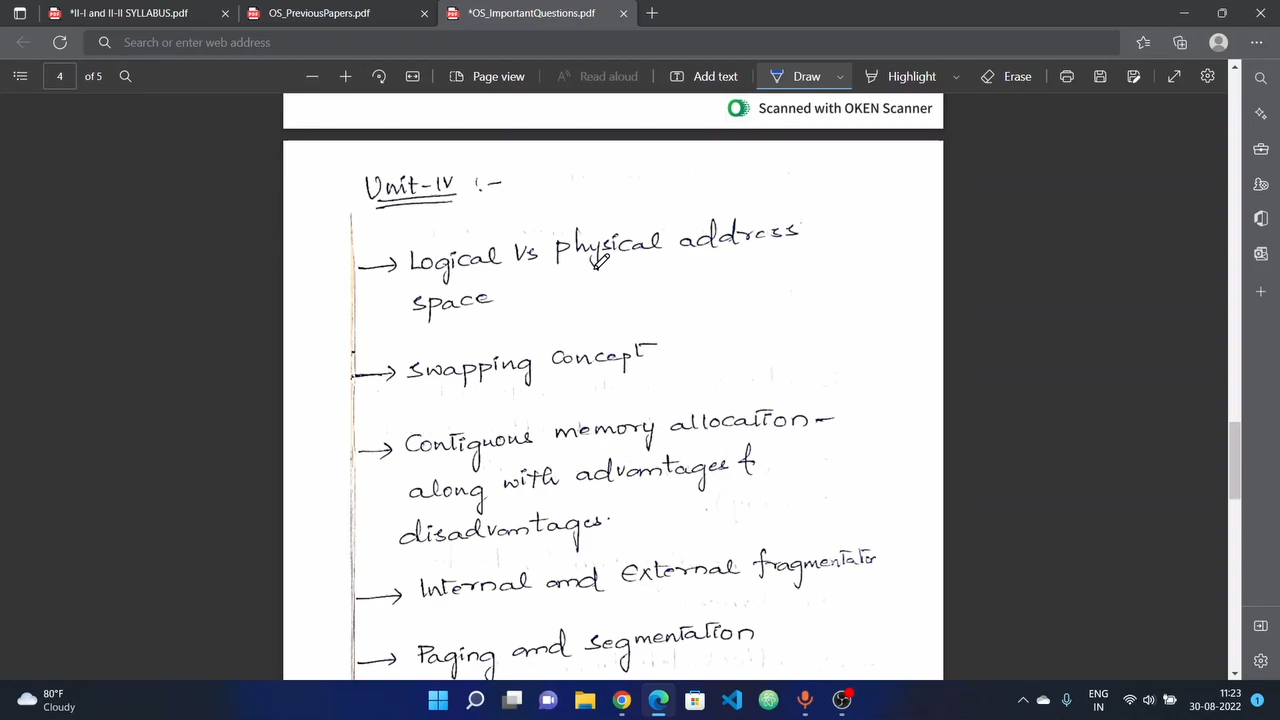 *II-I and II-II SYLLABUS.pdf
OS_PreviousPapers.pdf
*OS_ImportantQuestions.pdf
Search or enter web address
4 of 5
Page view
Read aloud
Add text
Draw
Highlight
Erase
Scanned with OKEN Scanner
Unit-IV :-
→ Logical Vs physical address
space
→ swapping concept
→ Contiguous memory allocation -
along with advantages &
disadvantages.
→ Internal and External
→ Paging and segmentation
80°F
Cloudy
ENG
IN
11:23
30-08-2022
1